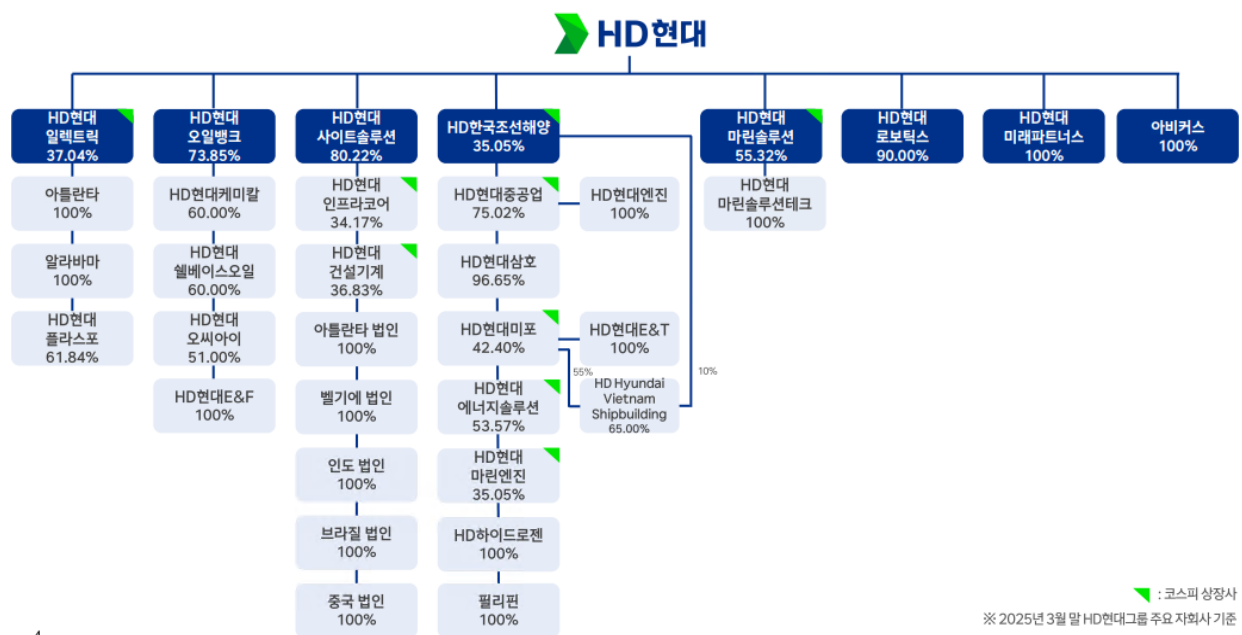 HD현대
HD현대
일렉트릭
37.04%
HD현대
오일뱅크
73.85%
HD현대
사이트솔루션
80.22%
HD한국조선해양
35.05%
HD현대
마린솔루션
55.32%
HD현대
로보틱스
90.00%
HD현대
미래파트너스
100%
아비커스
100%
아틀란타
100%
알라바마
100%
HD현대
플라스포
61.84%
HD현대케미칼
60.00%
HD현대
쉘베이스오일
60.00%
HD현대
오씨아이
51.00%
HD현대E&F
100%
HD현대
인프라코어
34.17%
HD현대
건설기계
36.83%
아틀란타 법인
100%
벨기에 법인
100%
인도 법인
100%
브라질 법인
100%
중국 법인
100%
HD현대중공업
75.02%
HD현대엔진
100%
HD현대삼호
96.65%
HD현대미포
42.40%
HD현대E&T
100%
55%
10%
HD Hyundai
Vietnam
Shipbuilding
65.00%
HD현대
에너지솔루션
53.57%
HD현대
마린엔진
35.05%
HD하이드로젠
100%
필리핀
100%
HD현대
마린솔루션테크
100%
: 코스피 상장사
※ 2025년 3월 말 HD현대그룹 주요 자회사 기준